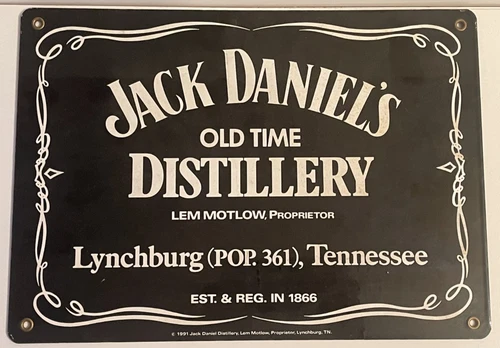 JACK DANIEL'S
OLD TIME
DISTILLERY
LEM MOTLOW, PROPRIETOR
Lynchburg (POP. 361), Tennessee
EST. & REG. IN 1866
© 1991 Jack Daniel Distillery, Lem Motlow, Proprietor, Lynchburg, TN.